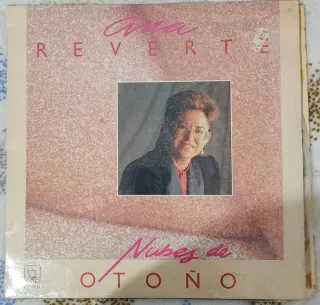 Ana
REVERTE
Nubes de
OTOÑO